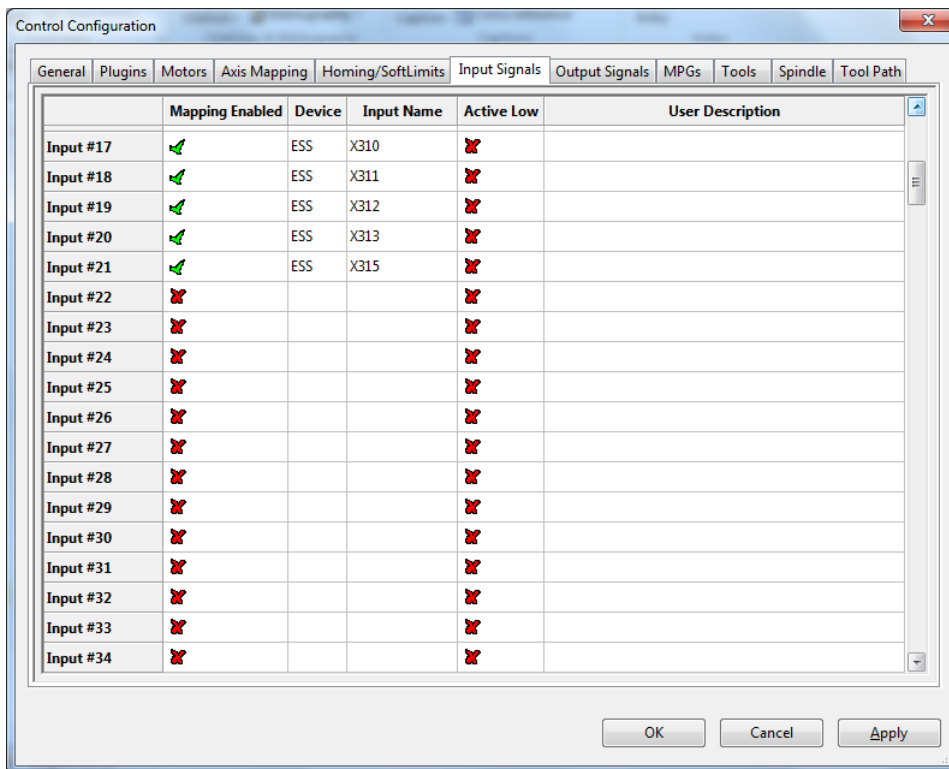 Control Configuration
General Plugins Motors Axis Mapping Homing/SoftLimits Input Signals Output Signals MPGs Tools Spindle Tool Path
Mapping Enabled Device Input Name Active Low User Description
Input #17 ESS X310
Input #18 ESS X311
Input #19 ESS X312
Input #20 ESS X313
Input #21 ESS X315
Input #22
Input #23
Input #24
Input #25
Input #26
Input #27
Input #28
Input #29
Input #30
Input #31
Input #32
Input #33
Input #34
OK Cancel Apply